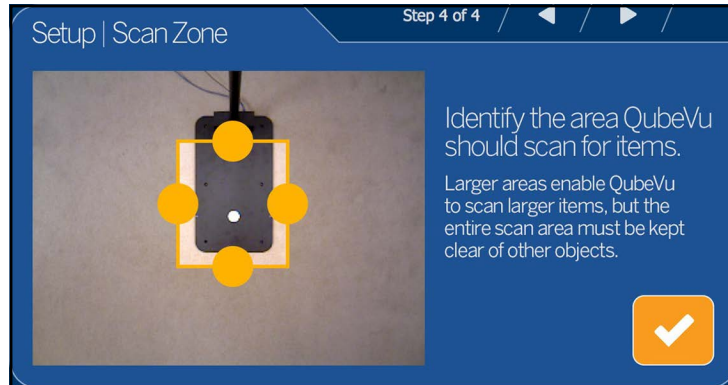 Setup | Scan Zone
Step 4 of 4
Identify the area QubeVu
should scan for items.
Larger areas enable QubeVu
to scan larger items, but the
entire scan area must be kept
clear of other objects.